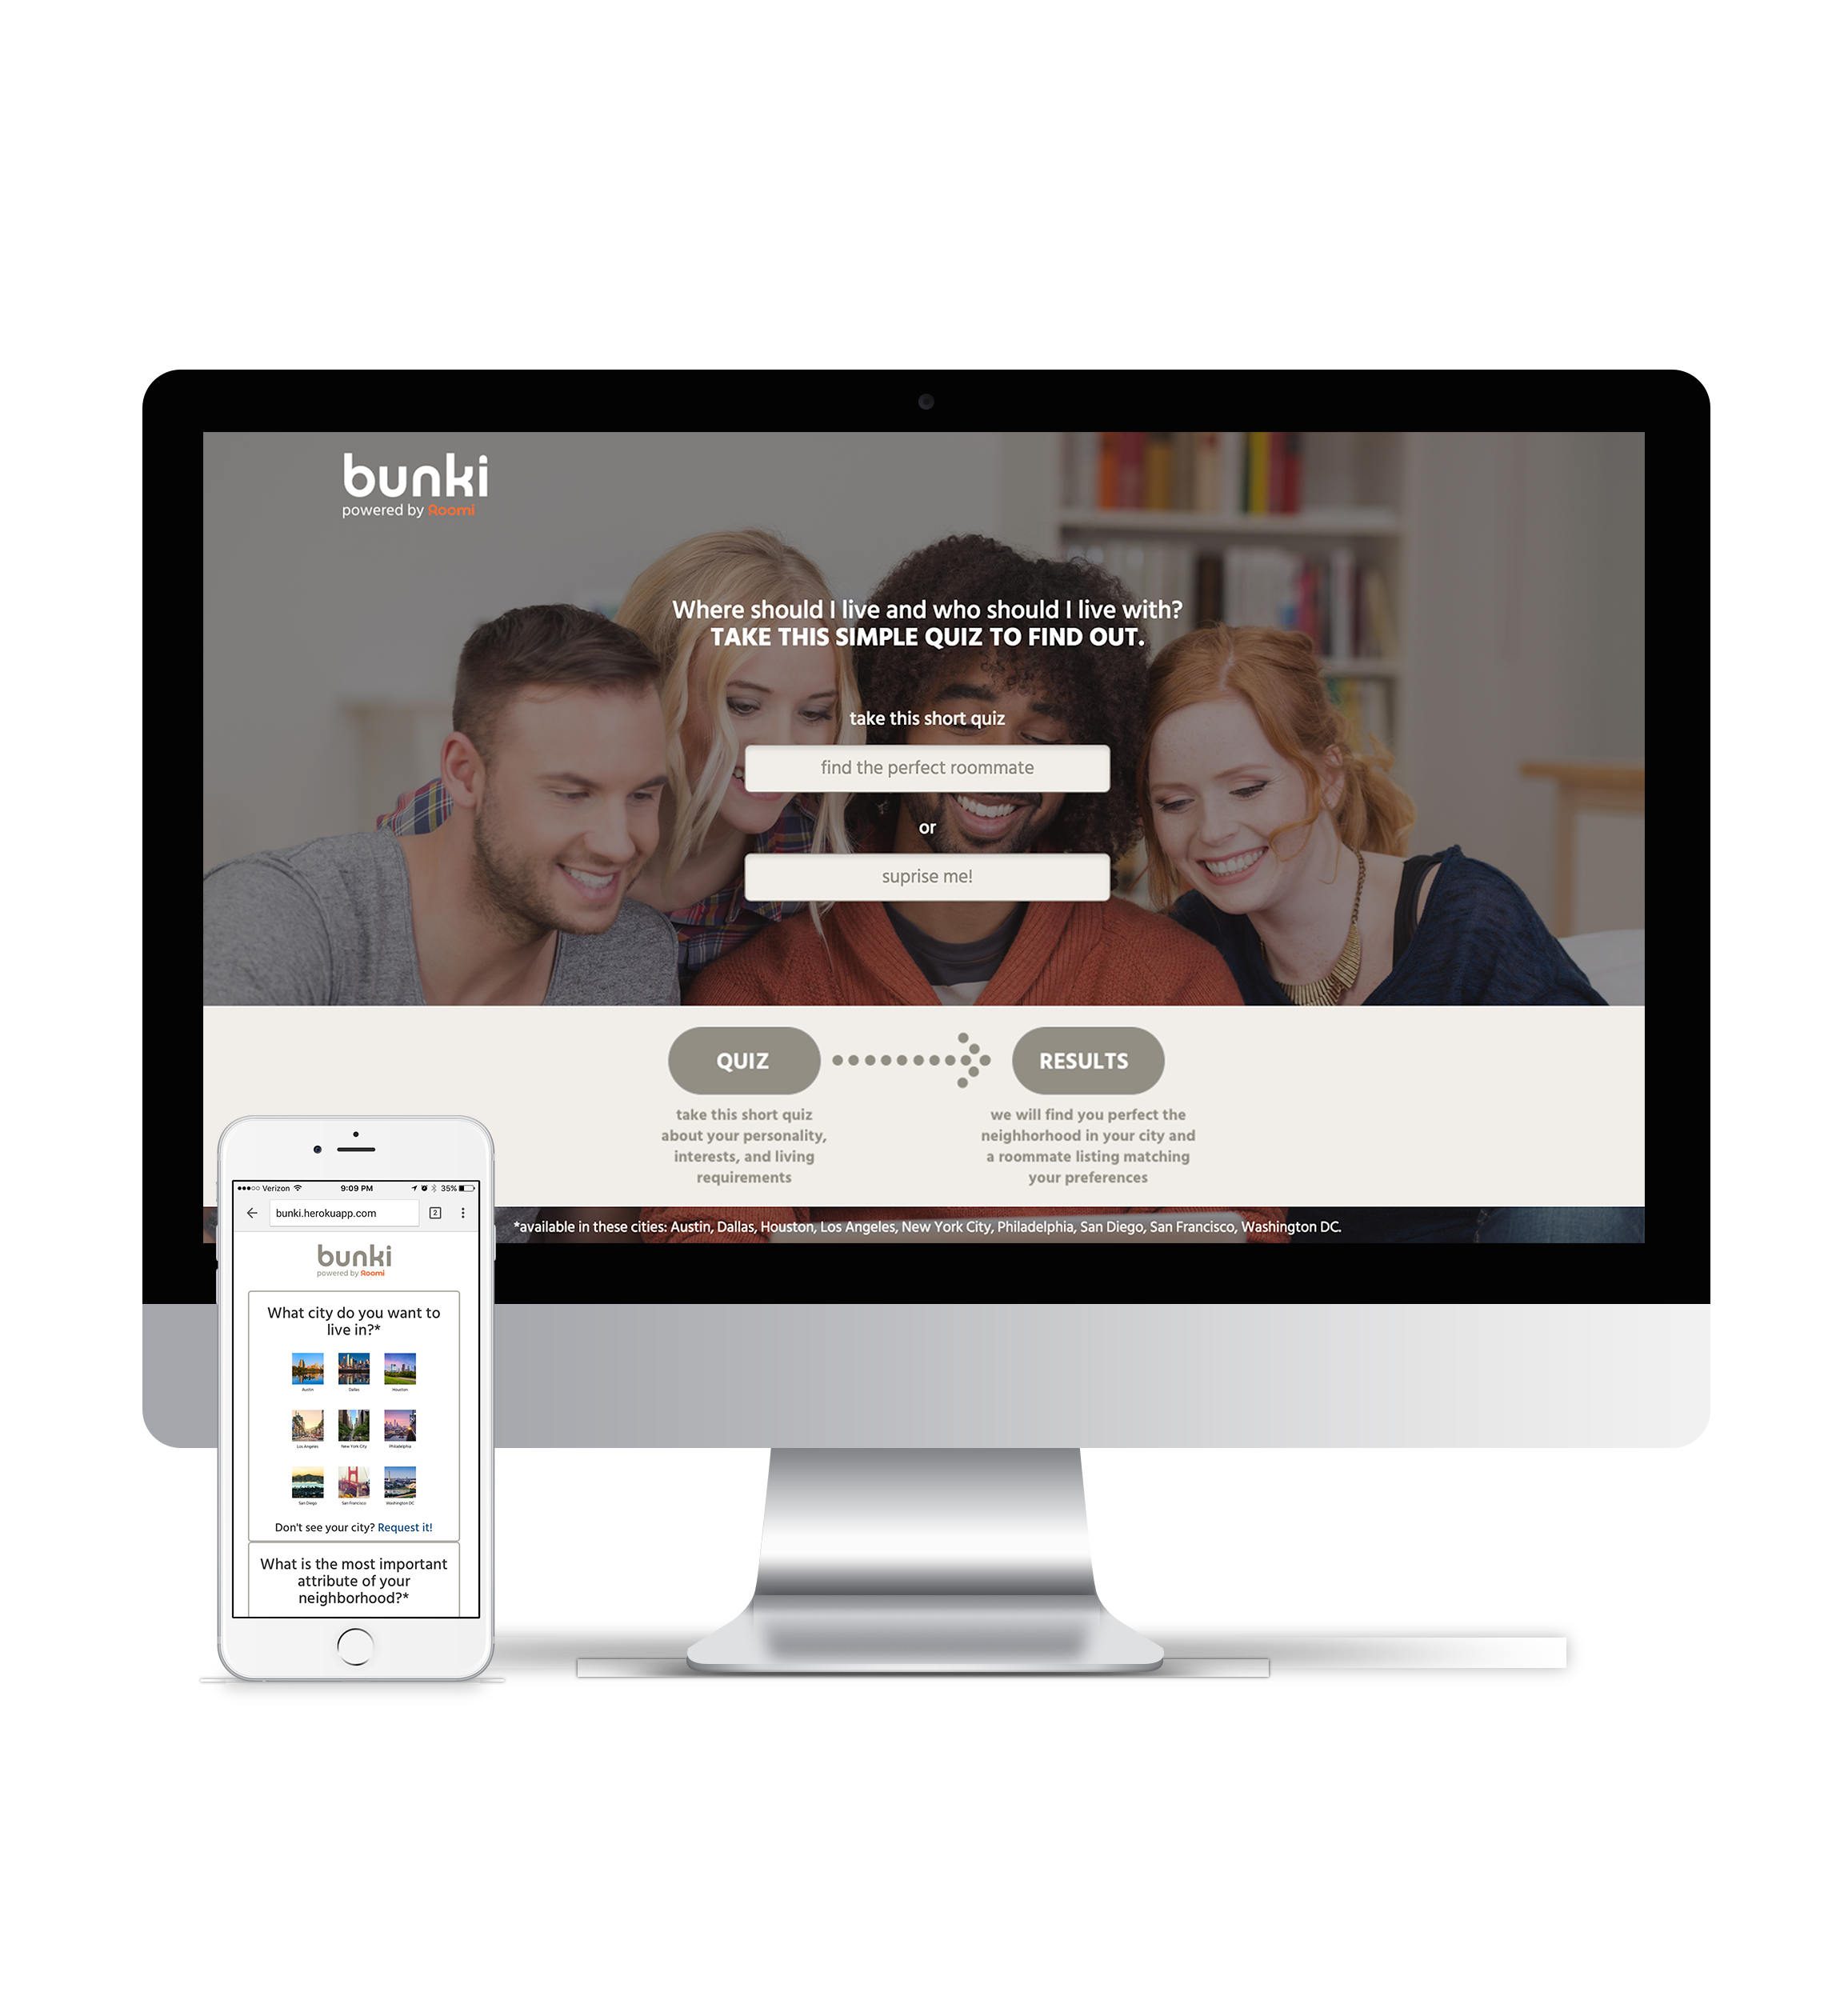 bunki
powered by Roomi
Where should I live and who should I live with?
TAKE THIS SIMPLE QUIZ TO FIND OUT.
take this short quiz
find the perfect roommate
or
suprise me!
QUIZ
RESULTS
take this short quiz
about your personality,
interests, and living
requirements
we will find you perfect the
neighhorhood in your city and
a roommate listing matching
your preferences
*available in these cities: Austin, Dallas, Houston, Los Angeles, New York City, Philadelphia, San Diego, San Francisco, Washington DC.
Verizon 9:09 PM 35%
bunki.herokuapp.com 2
bunki
powered by Roomi
What city do you want to
live in?*
Austin Dallas Houston
Los Angeles New York City Philadelphia
San Diego San Francisco Washington DC
Don't see your city? Request it!
What is the most important
attribute of your
neighborhood?*